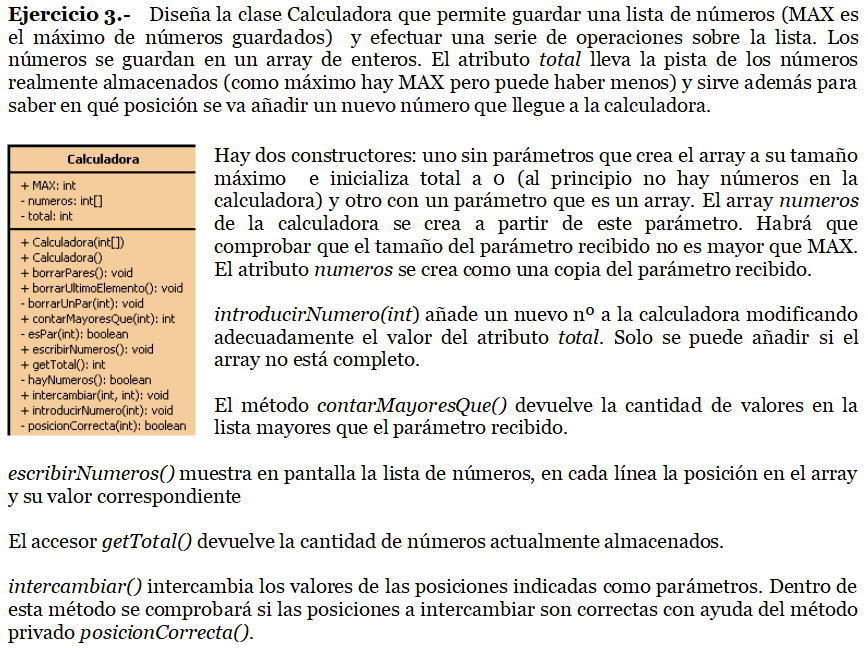 Ejercicio 3.- Diseña la clase Calculadora que permite guardar una lista de números (MAX es
el máximo de números guardados) y efectuar una serie de operaciones sobre la lista. Los
números se guardan en un array de enteros. El atributo total lleva la pista de los números
realmente almacenados (como máximo hay MAX pero puede haber menos) y sirve además para
saber en qué posición se va añadir un nuevo número que llegue a la calculadora.
Calculadora
+ MAX: int
- numeros: int[]
- total: int
+ Calculadora(int[])
+ Calculadora()
+ borrarPares(): void
+ borrarUltimoElemento(): void
- borrarUnPar(int): void
+ contarMayoresQue(int): int
- esPar(int): boolean
+ escribirNumeros(): void
+ getTotal(): int
- hayNumeros(): boolean
+ intercambiar(int, int): void
+ introducirNumero(int): void
- posicionCorrecta(int): boolean
Hay dos constructores: uno sin parámetros que crea el array a su tamaño
máximo e inicializa total a 0 (al principio no hay números en la
calculadora) y otro con un parámetro que es un array. El array numeros
de la calculadora se crea a partir de este parámetro. Habrá que
comprobar que el tamaño del parámetro recibido no es mayor que MAX.
El atributo numeros se crea como una copia del parámetro recibido.
introducirNumero(int) añade un nuevo nº a la calculadora modificando
adecuadamente el valor del atributo total. Solo se puede añadir si el
array no está completo.
El método contarMayoresQue() devuelve la cantidad de valores en la
lista mayores que el parámetro recibido.
escribirNumeros() muestra en pantalla la lista de números, en cada línea la posición en el array
y su valor correspondiente
El accesor getTotal() devuelve la cantidad de números actualmente almacenados.
intercambiar() intercambia los valores de las posiciones indicadas como parámetros. Dentro de
esta método se comprobará si las posiciones a intercambiar son correctas con ayuda del método
privado posicionCorrecta().